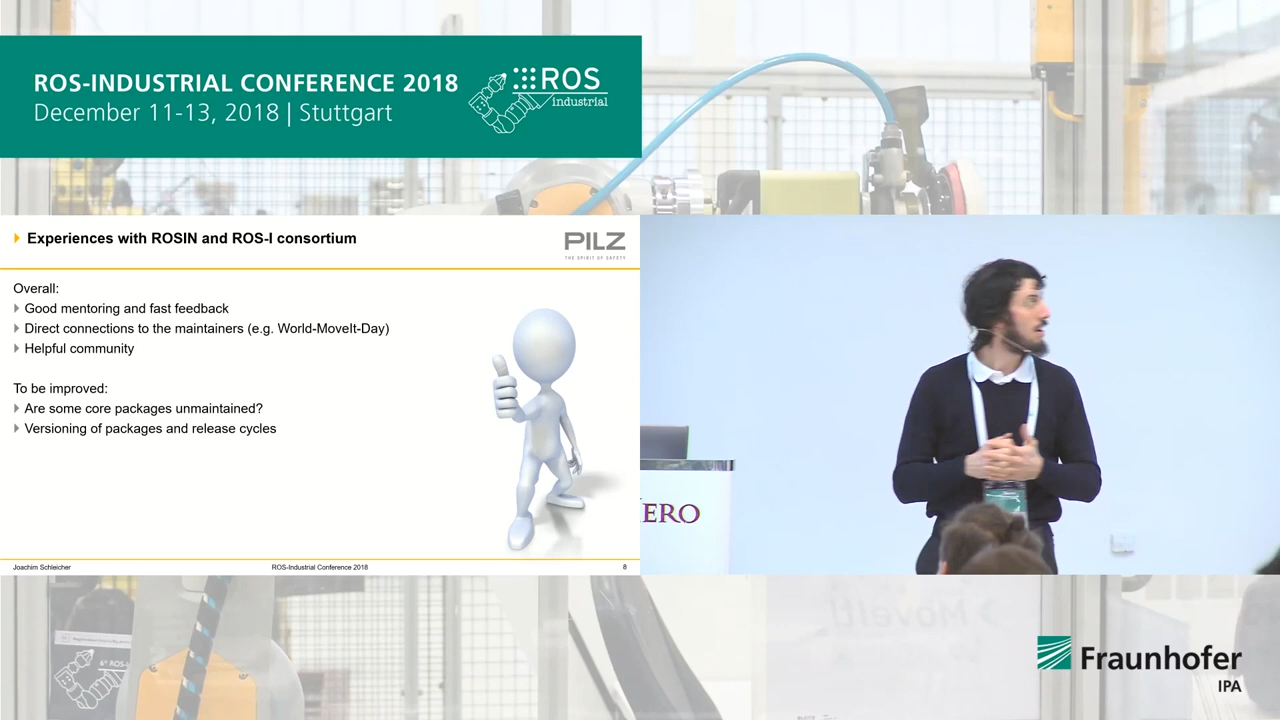 ROS-INDUSTRIAL CONFERENCE 2018
December 11-13, 2018 | Stuttgart
ROS
industrial
Experiences with ROSIN and ROS-I consortium
PILZ
THE SPIRIT OF SAFETY
Overall:
Good mentoring and fast feedback
Direct connections to the maintainers (e.g. World-MoveIt-Day)
Helpful community
To be improved:
Are some core packages unmaintained?
Versioning of packages and release cycles
Joachim Schleicher
ROS-Industrial Conference 2018
8
ERO
MoveIt!
Fraunhofer
IPA